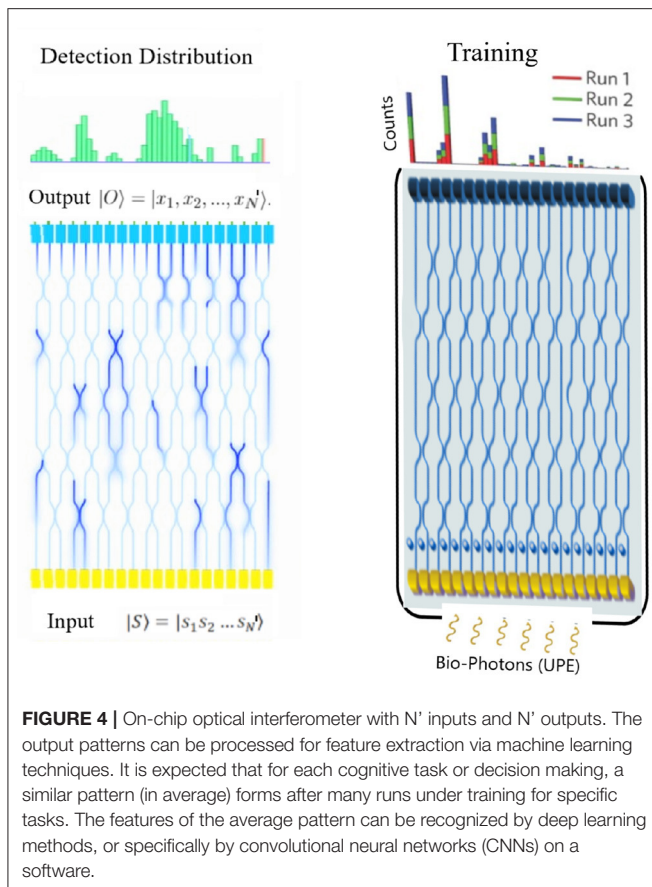 Detection Distribution
Output |O⟩ = |x₁, x₂, ..., x_N'⟩.
Input |S⟩ = |s₁s₂ ... s_N'⟩
Training
Counts
Run 1
Run 2
Run 3
Bio-Photons (UPE)
FIGURE 4 | On-chip optical interferometer with N' inputs and N' outputs. The
output patterns can be processed for feature extraction via machine learning
techniques. It is expected that for each cognitive task or decision making, a
similar pattern (in average) forms after many runs under training for specific
tasks. The features of the average pattern can be recognized by deep learning
methods, or specifically by convolutional neural networks (CNNs) on a
software.